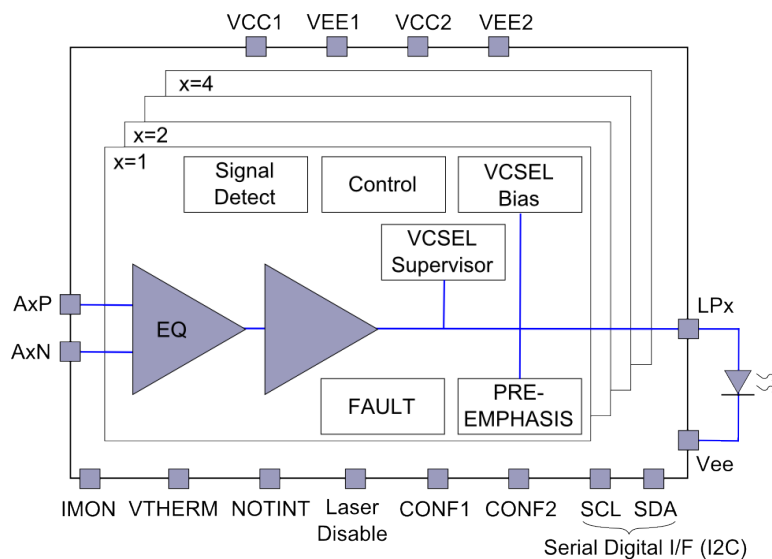 VCC1 VEE1 VCC2 VEE2
x=4
x=2
x=1
Signal
Detect
Control
VCSEL
Bias
VCSEL
Supervisor
AxP
LPx
EQ
AxN
FAULT
PRE-
EMPHASIS
Vee
IMON VTHERM NOTINT Laser
Disable
CONF1 CONF2 SCL SDA
Serial Digital I/F (I2C)